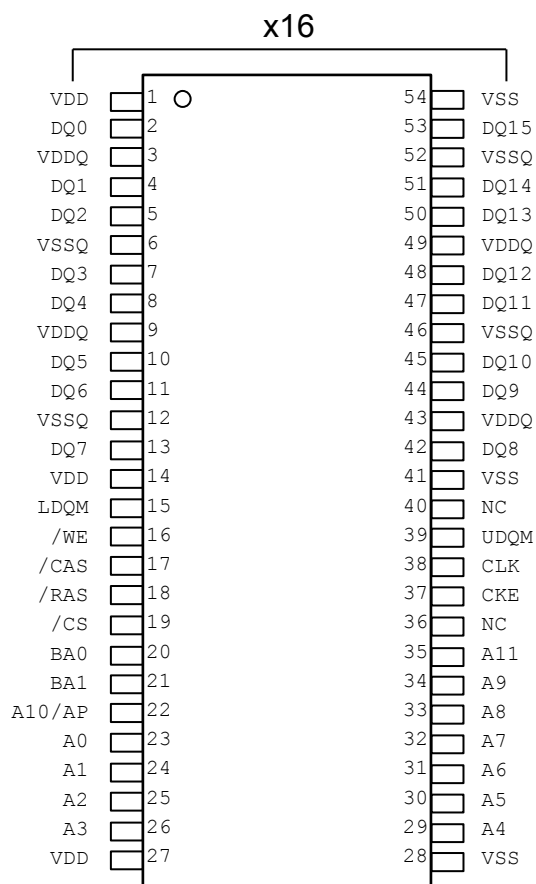 x16
VDD 1 54 VSS
DQ0 2 53 DQ15
VDDQ 3 52 VSSQ
DQ1 4 51 DQ14
DQ2 5 50 DQ13
VSSQ 6 49 VDDQ
DQ3 7 48 DQ12
DQ4 8 47 DQ11
VDDQ 9 46 VSSQ
DQ5 10 45 DQ10
DQ6 11 44 DQ9
VSSQ 12 43 VDDQ
DQ7 13 42 DQ8
VDD 14 41 VSS
LDQM 15 40 NC
/WE 16 39 UDQM
/CAS 17 38 CLK
/RAS 18 37 CKE
/CS 19 36 NC
BA0 20 35 A11
BA1 21 34 A9
A10/AP 22 33 A8
A0 23 32 A7
A1 24 31 A6
A2 25 30 A5
A3 26 29 A4
VDD 27 28 VSS